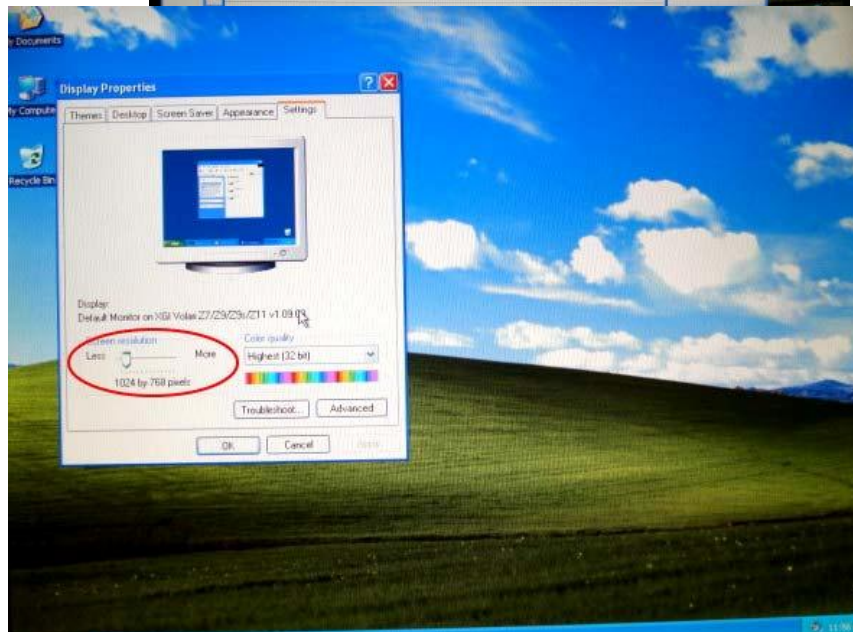 My Documents
My Computer
Recycle Bin
Display Properties
Themes Desktop Screen Saver Appearance Settings
Display:
Default Monitor on XGI Volari Z7/Z9/Z9s/Z11 v1.09.09
Screen resolution
Color quality
Less More
Highest (32 bit)
1024 by 768 pixels
Troubleshoot... Advanced
OK Cancel Apply